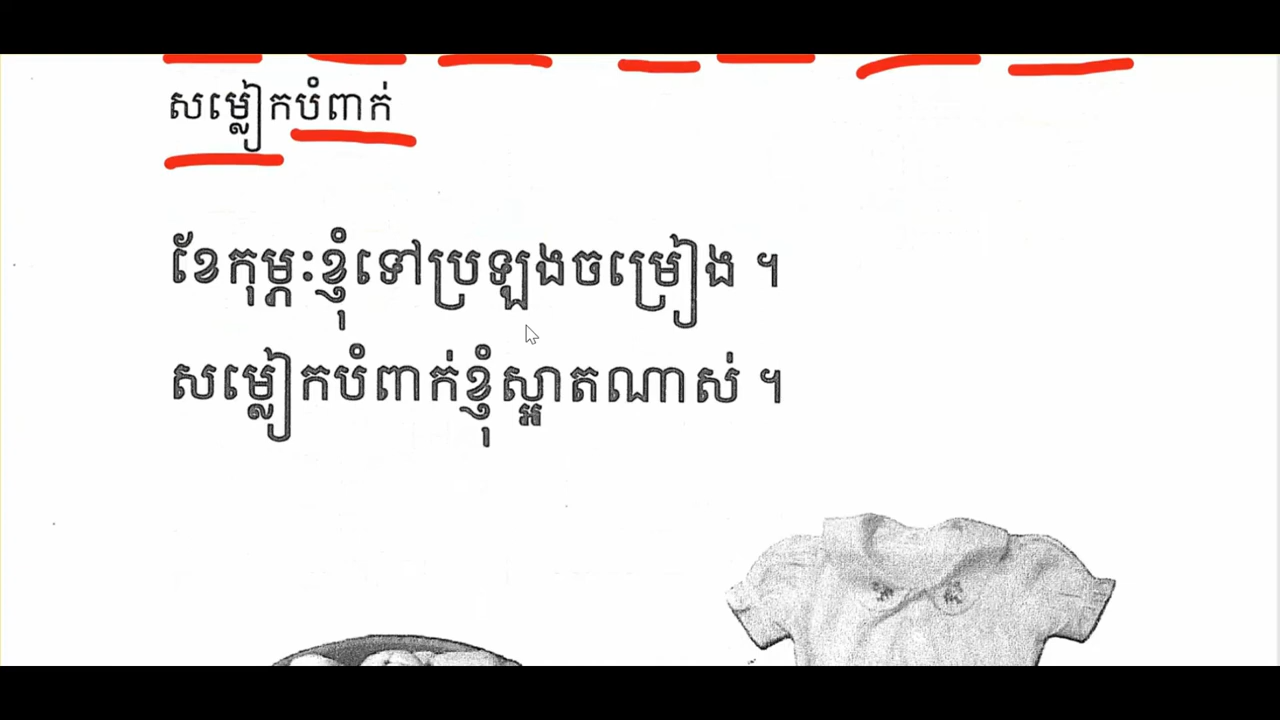 សម្លៀកបំពាក់
ខែកុម្ភះខ្ញុំទៅប្រឡងចម្រៀង ។
សម្លៀកបំពាក់ខ្ញុំស្អាតណាស់ ។